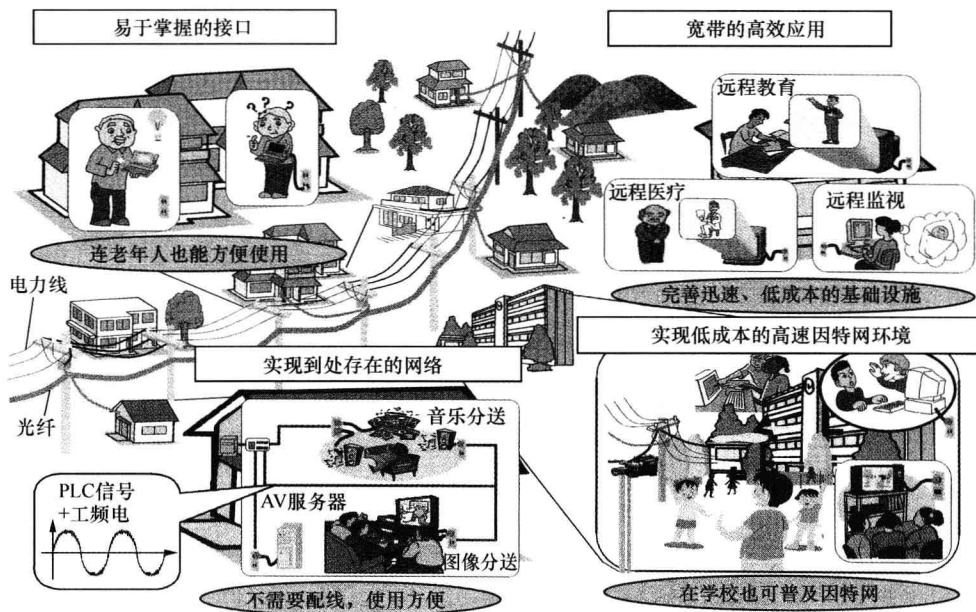 易于掌握的接口
宽带的高效应用
远程教育
远程医疗
远程监视
连老年人也能方便使用
完善迅速、低成本的基础设施
电力线
光纤
实现到处存在的网络
实现低成本的高速因特网环境
音乐分送
AV服务器
图像分送
PLC信号
+工频电
不需要配线，使用方便
在学校也可普及因特网